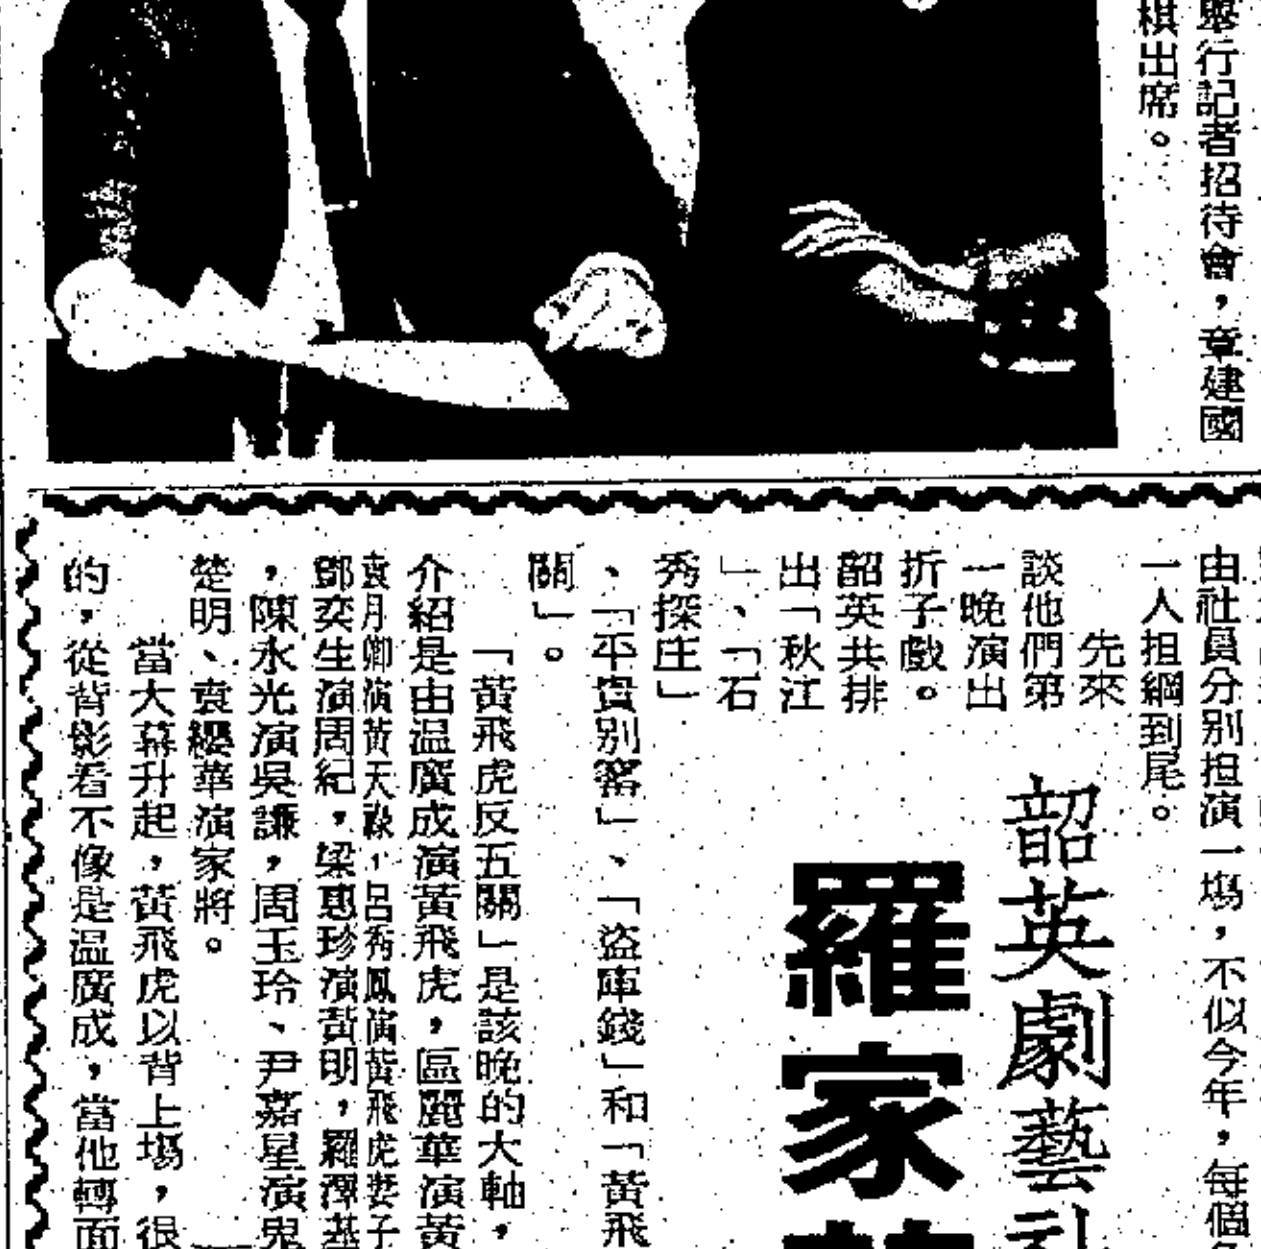 舉行記者招待會，章建國
棋出席。
由社員分別担演一塲，不似今年，每個
一人担綱到尾。
韶英劇藝社
羅家
先來
談他們第
一晚演出
折子戲。
韶英共排
出「秋江
」、「石
秀探庄」
、「平貴別窰」、「盗庫錢」和「黃飛
關」。
「黃飛虎反五關」是該晚的大軸，
介紹是由温廣成演黃飛虎，區麗華演黃
袁月卿演黃天祿，呂秀鳳演黃飛虎妻子
鄧奕生演周紀，梁惠珍演黃明，羅澤基
，陳永光演吳謙，周玉玲、尹嘉星演鬼
楚明、袁纓華演家將。
當大幕升起，黃飛虎以背上塲，很
的，從背影看不像是温廣成，當他轉面